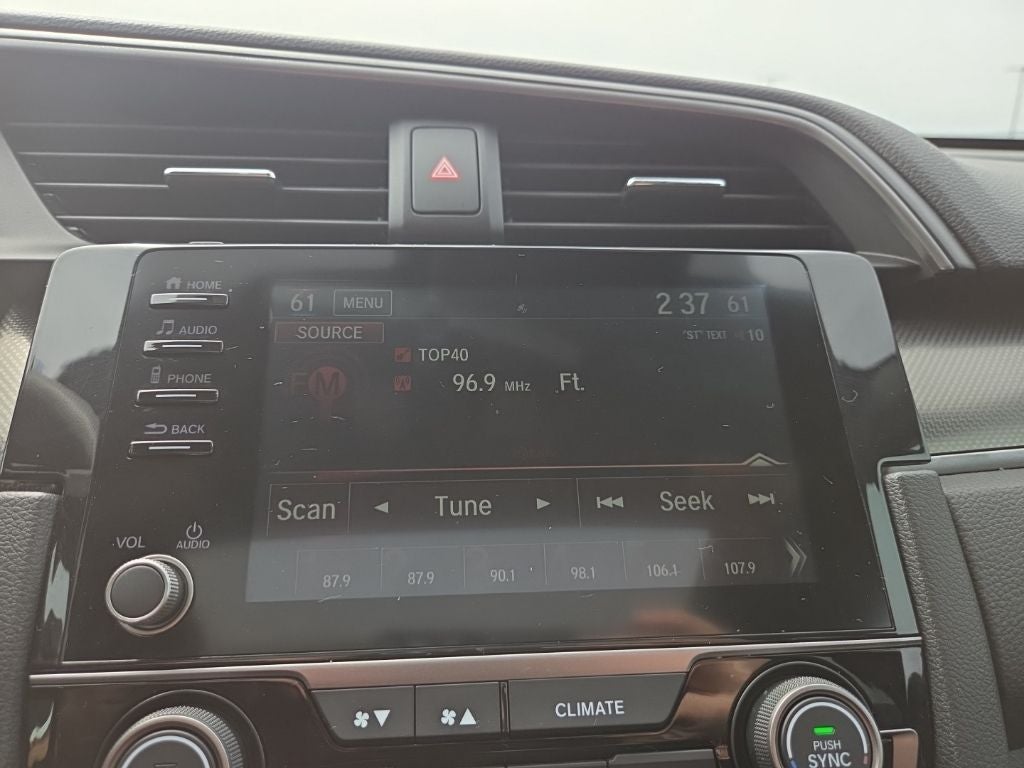 HOME
AUDIO
PHONE
BACK
VOL
AUDIO
61 MENU 2 37 61
SOURCE ST TEXT 10
TOP40
FM
96.9 MHz Ft.
Scan Tune Seek
87.9 87.9 90.1 98.1 106.1 107.9
CLIMATE
PUSH
SYNC